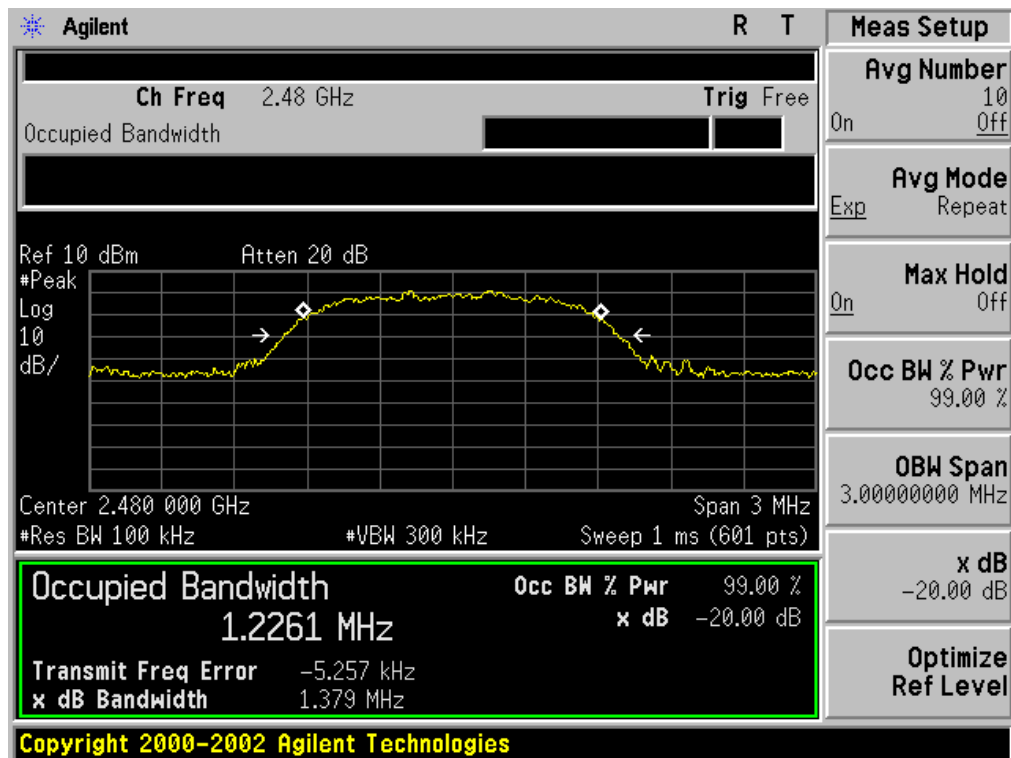 Agilent R T
Ch Freq 2.48 GHz Trig Free
Occupied Bandwidth
Ref 10 dBm Atten 20 dB
#Peak
Log
10
dB/
Center 2.480 000 GHz Span 3 MHz
#Res BW 100 kHz #VBW 300 kHz Sweep 1 ms (601 pts)
Occupied Bandwidth Occ BW % Pwr 99.00 %
1.2261 MHz x dB -20.00 dB
Transmit Freq Error -5.257 kHz
x dB Bandwidth 1.379 MHz
Copyright 2000-2002 Agilent Technologies
Meas Setup
Avg Number
10
On Off
Avg Mode
Exp Repeat
Max Hold
On Off
Occ BW % Pwr
99.00 %
OBW Span
3.00000000 MHz
x dB
-20.00 dB
Optimize
Ref Level